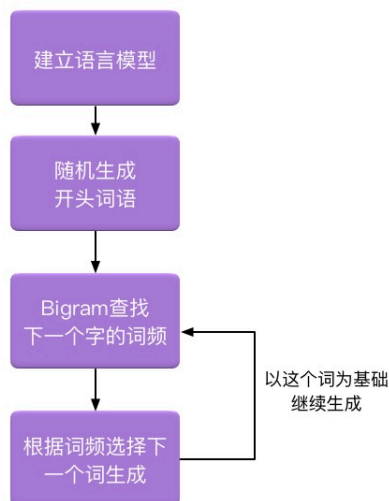 建立语言模型
随机生成
开头词语
Bigram查找
下一个字的词频
以这个词为基础
继续生成
根据词频选择下
一个词生成